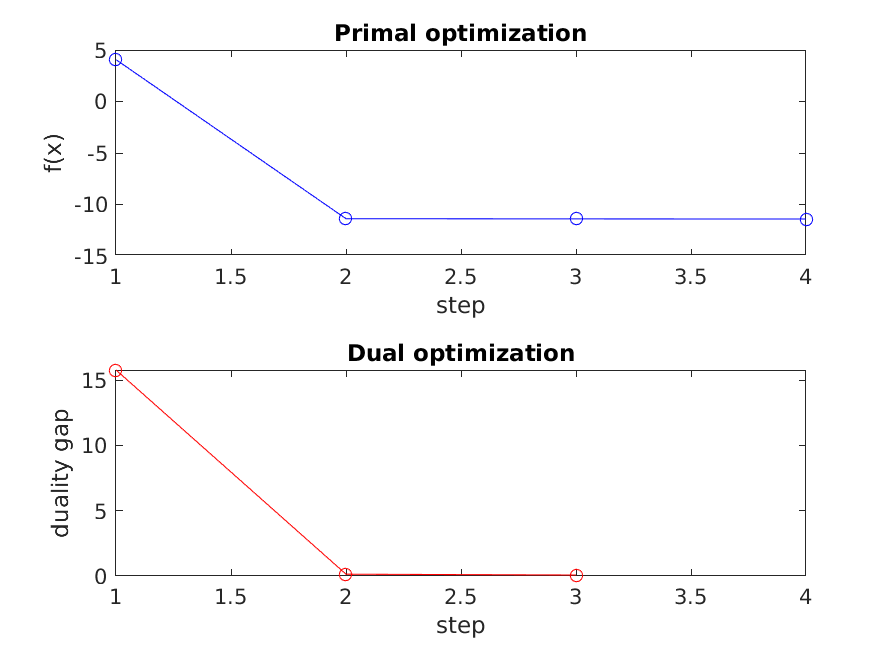 Primal optimization
5
0
-5
-10
-15
f(x)
1 1.5 2 2.5 3 3.5 4
step
Dual optimization
15
10
5
0
duality gap
1 1.5 2 2.5 3 3.5 4
step